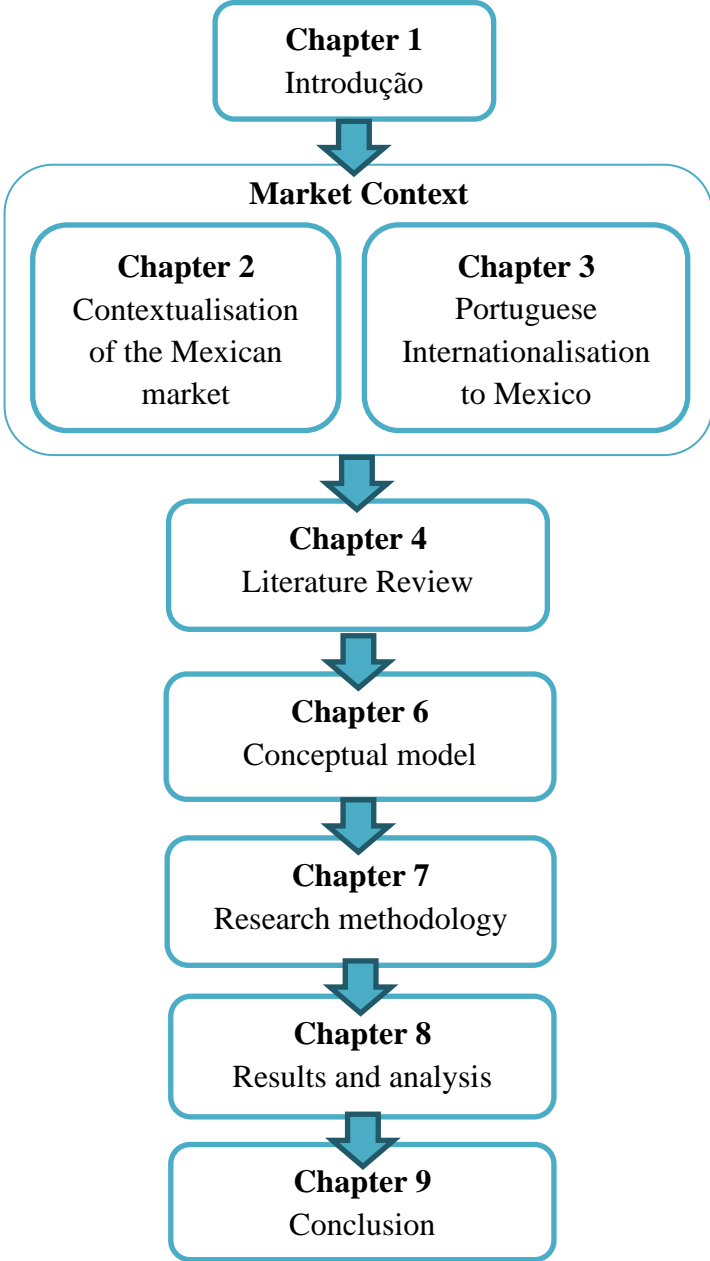 Chapter 1
Introdução
Market Context
Chapter 2
Contextualisation
of the Mexican
market
Chapter 3
Portuguese
Internationalisation
to Mexico
Chapter 4
Literature Review
Chapter 6
Conceptual model
Chapter 7
Research methodology
Chapter 8
Results and analysis
Chapter 9
Conclusion